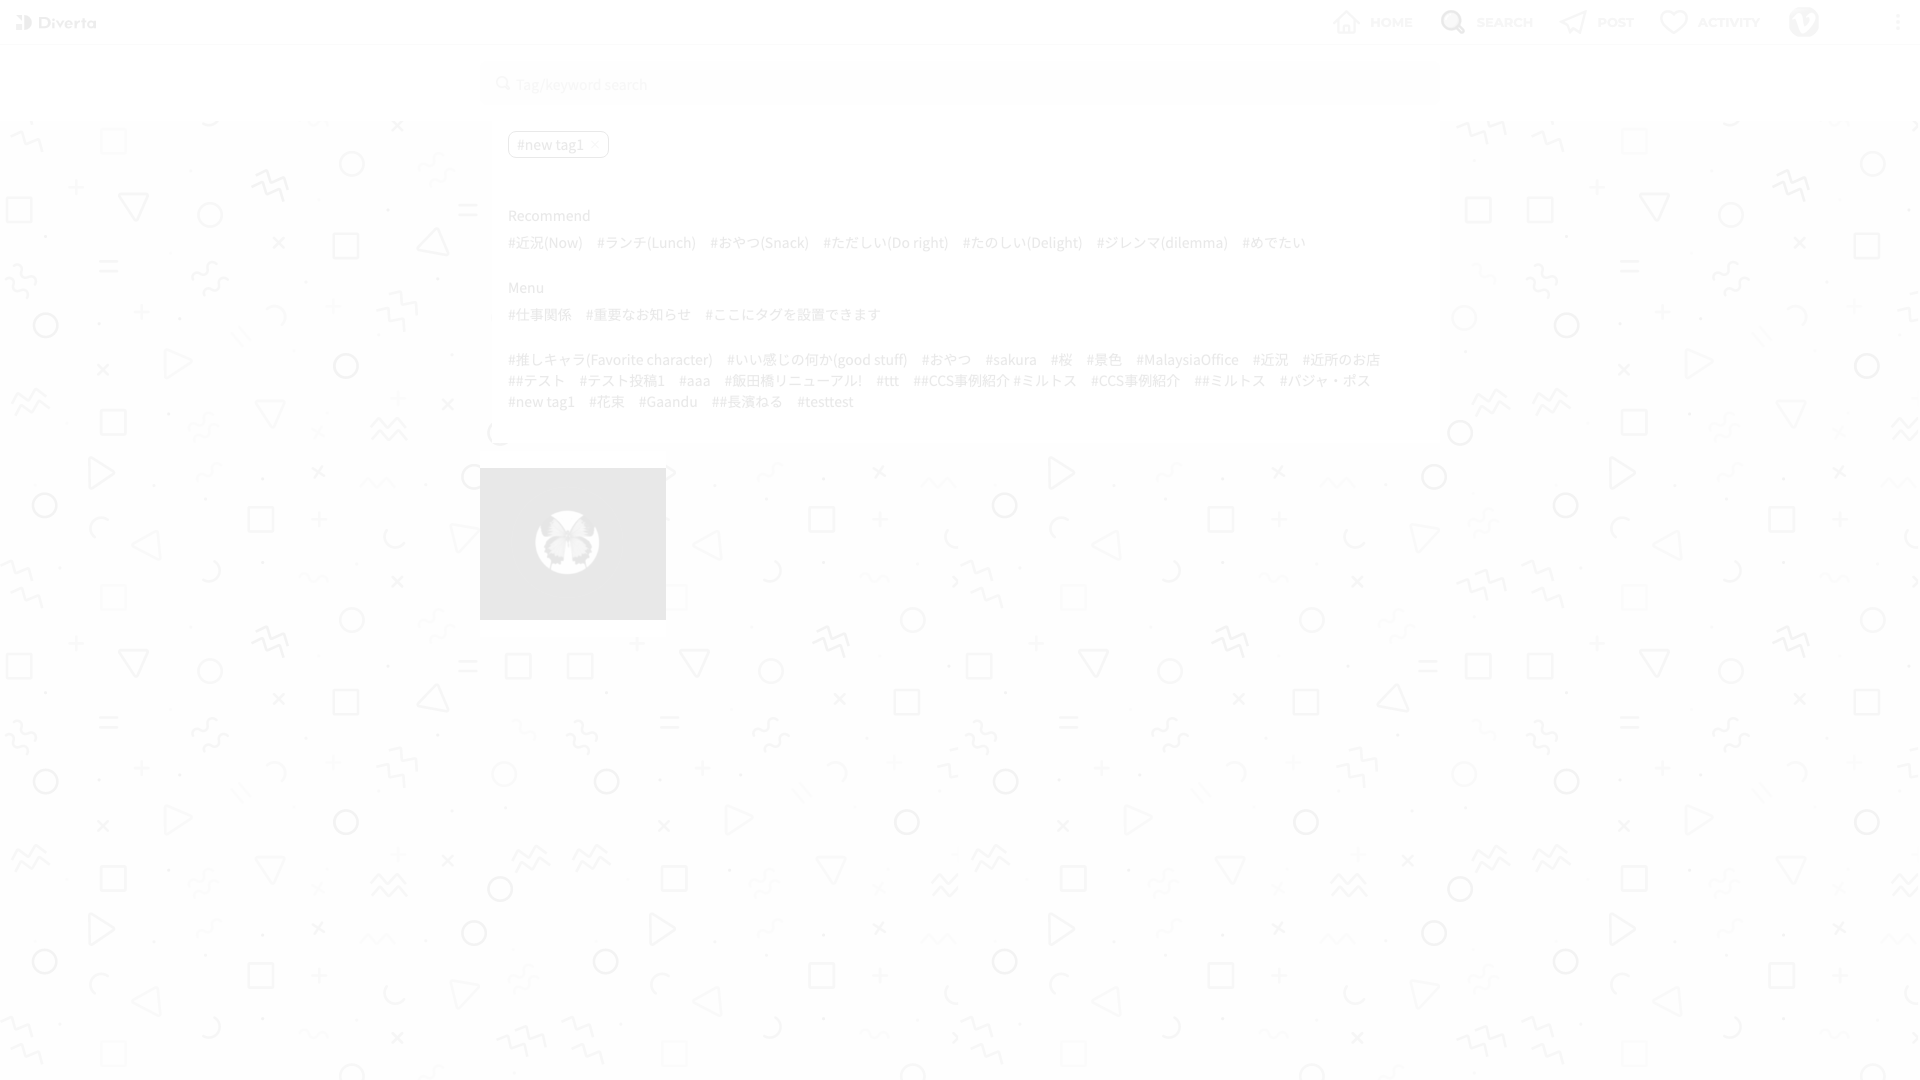 Diverta HOME SEARCH POST ACTIVITY
Tag/keyword search
#new tag1 ×
Recommend
#近況(Now) #ランチ(Lunch) #おやつ(Snack) #ただしい(Do right) #たのしい(Delight) #ジレンマ(dilemma) #めでたい
Menu
#仕事関係 #重要なお知らせ #ここにタグを設置できます
#推しキャラ(Favorite character) #いい感じの何か(good stuff) #おやつ #sakura #桜 #景色 #MalaysiaOffice #近況 #近所のお店
##テスト #テスト投稿1 #aaa #飯田橋リニューアル! #ttt ##CCS事例紹介 #ミルトス #CCS事例紹介 ##ミルトス #パジャ・ポス
#new tag1 #花束 #Gaandu ##長濱ねる #testtest